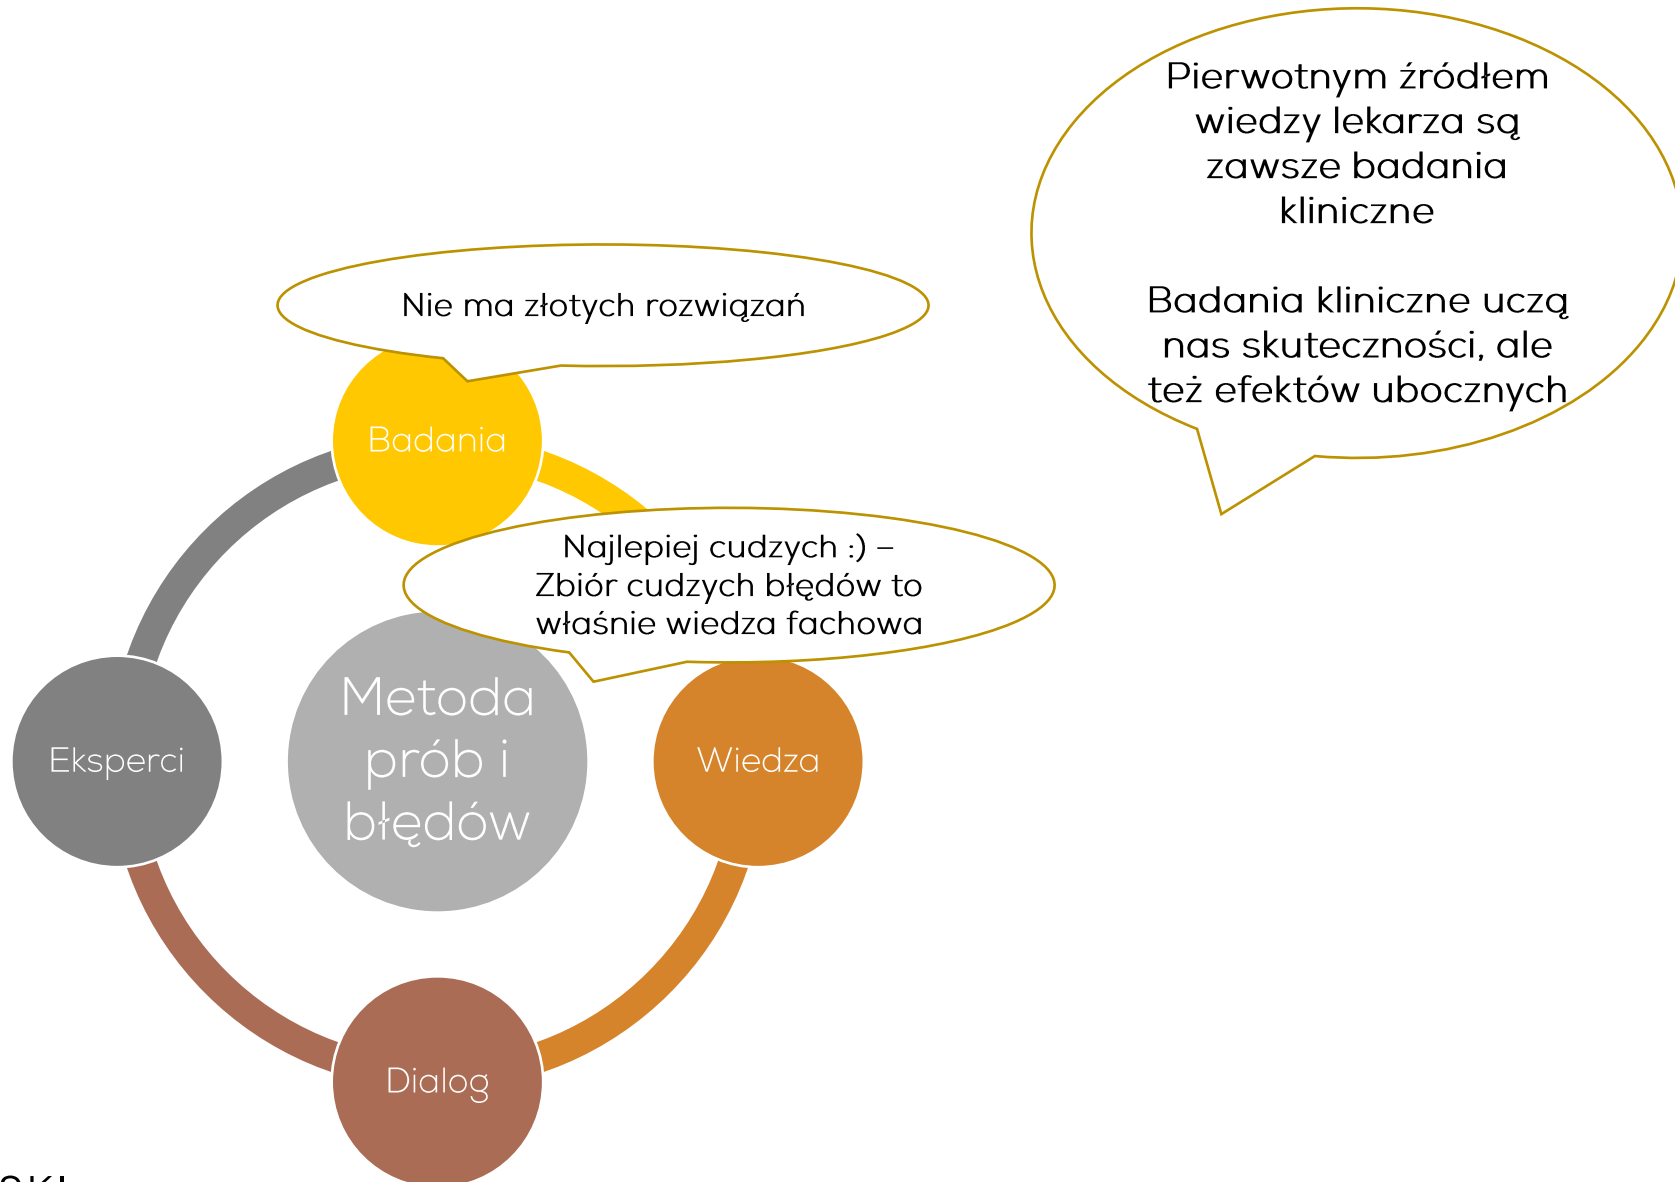 Pierwotnym źródłem
wiedzy lekarza są
zawsze badania
kliniczne
Badania kliniczne uczą
nas skuteczności, ale
też efektów ubocznych
Nie ma złotych rozwiązań
Badania
Najlepiej cudzych :) –
Zbiór cudzych błędów to
właśnie wiedza fachowa
Metoda
prób i
błędów
Eksperci
Wiedza
Dialog